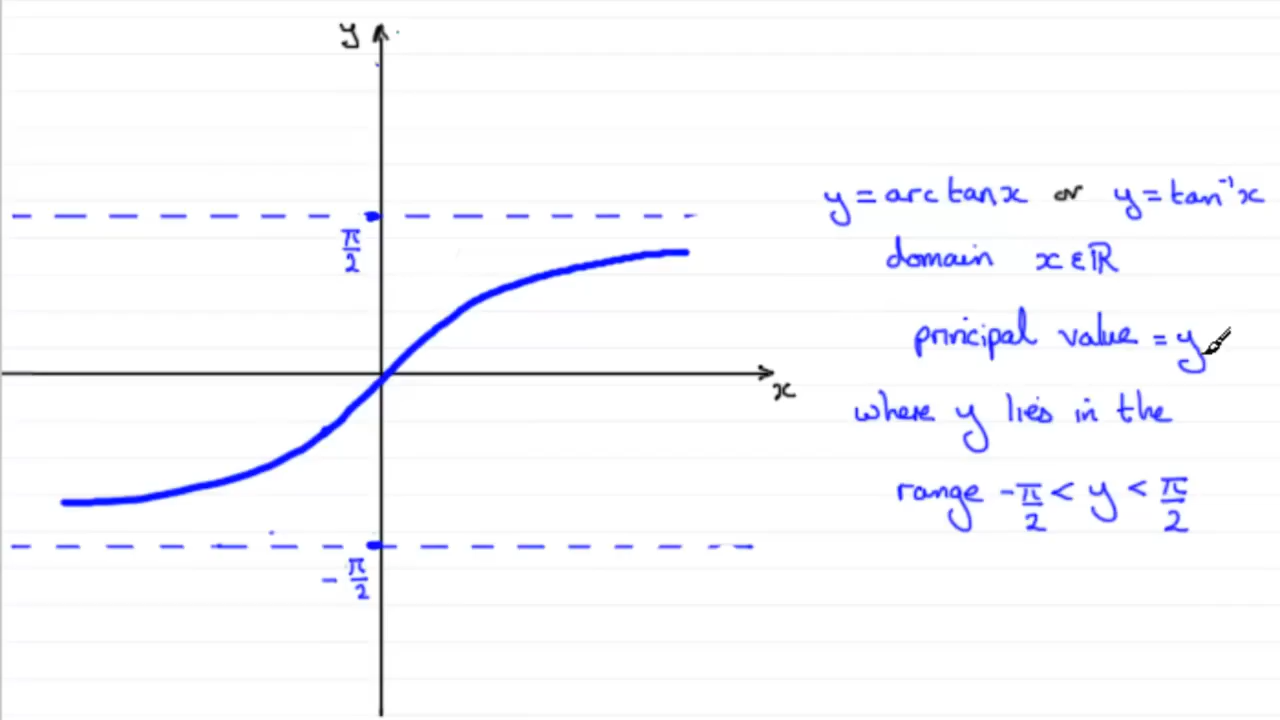 y
π/2
x
-π/2
y = arc tan x or y = tan⁻¹x
domain x ∈ ℝ
principal value = y
where y lies in the
range -π/2 < y < π/2